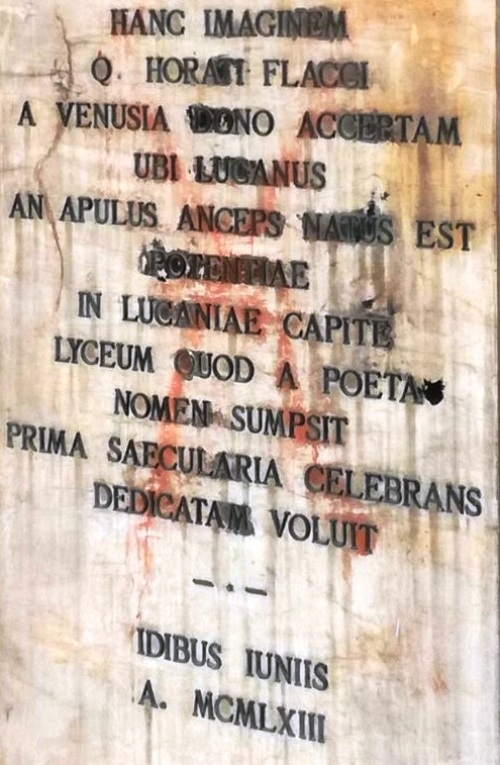 HANC IMAGINEM
Q. HORATI FLACCI
A VENUSIA DONO ACCEPTAM
UBI LUCANUS
AN APULUS ANCEPS NATUS EST
POTENTIAE
IN LUCANIAE CAPITE
LYCEUM QUOD A POETA
NOMEN SUMPSIT
PRIMA SAECULARIA CELEBRANS
DEDICATAM VOLUIT
— . —
IDIBUS IUNIIS
A. MCMLXIII